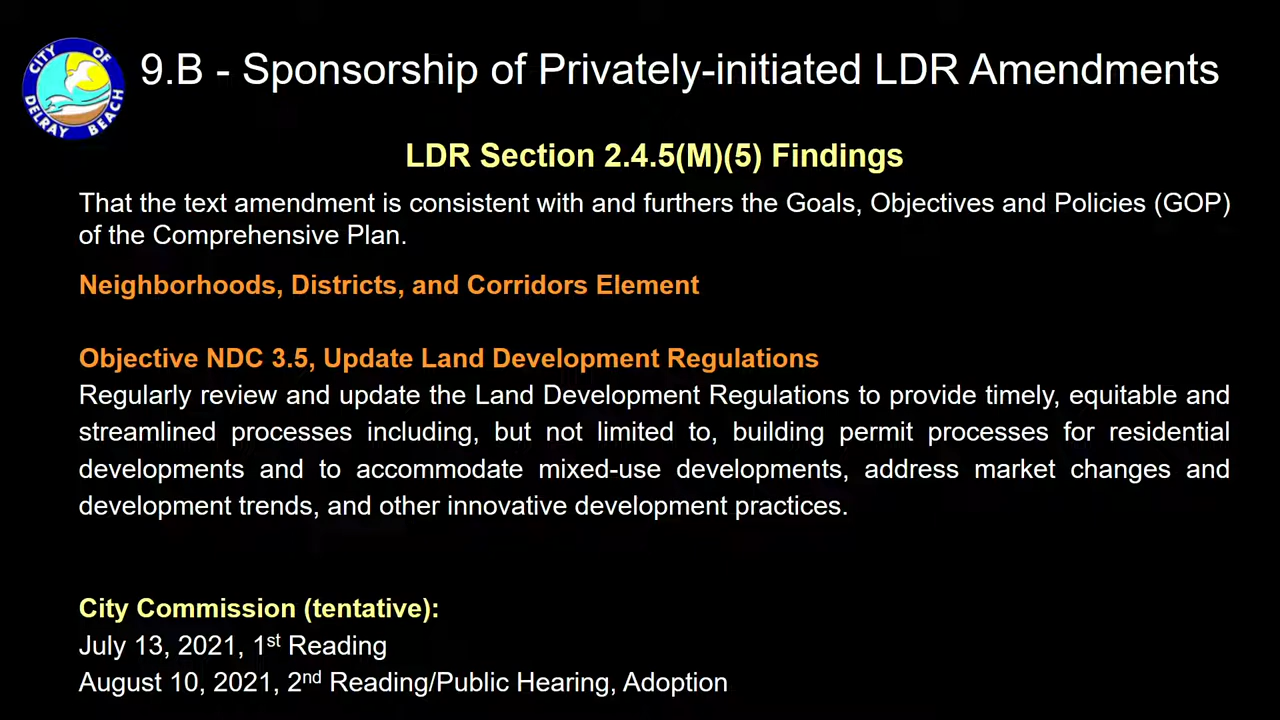 CITY OF
DELRAY BEACH
9.B - Sponsorship of Privately-initiated LDR Amendments
LDR Section 2.4.5(M)(5) Findings
That the text amendment is consistent with and furthers the Goals, Objectives and Policies (GOP)
of the Comprehensive Plan.
Neighborhoods, Districts, and Corridors Element
Objective NDC 3.5, Update Land Development Regulations
Regularly review and update the Land Development Regulations to provide timely, equitable and
streamlined processes including, but not limited to, building permit processes for residential
developments and to accommodate mixed-use developments, address market changes and
development trends, and other innovative development practices.
City Commission (tentative):
July 13, 2021, 1st Reading
August 10, 2021, 2nd Reading/Public Hearing, Adoption